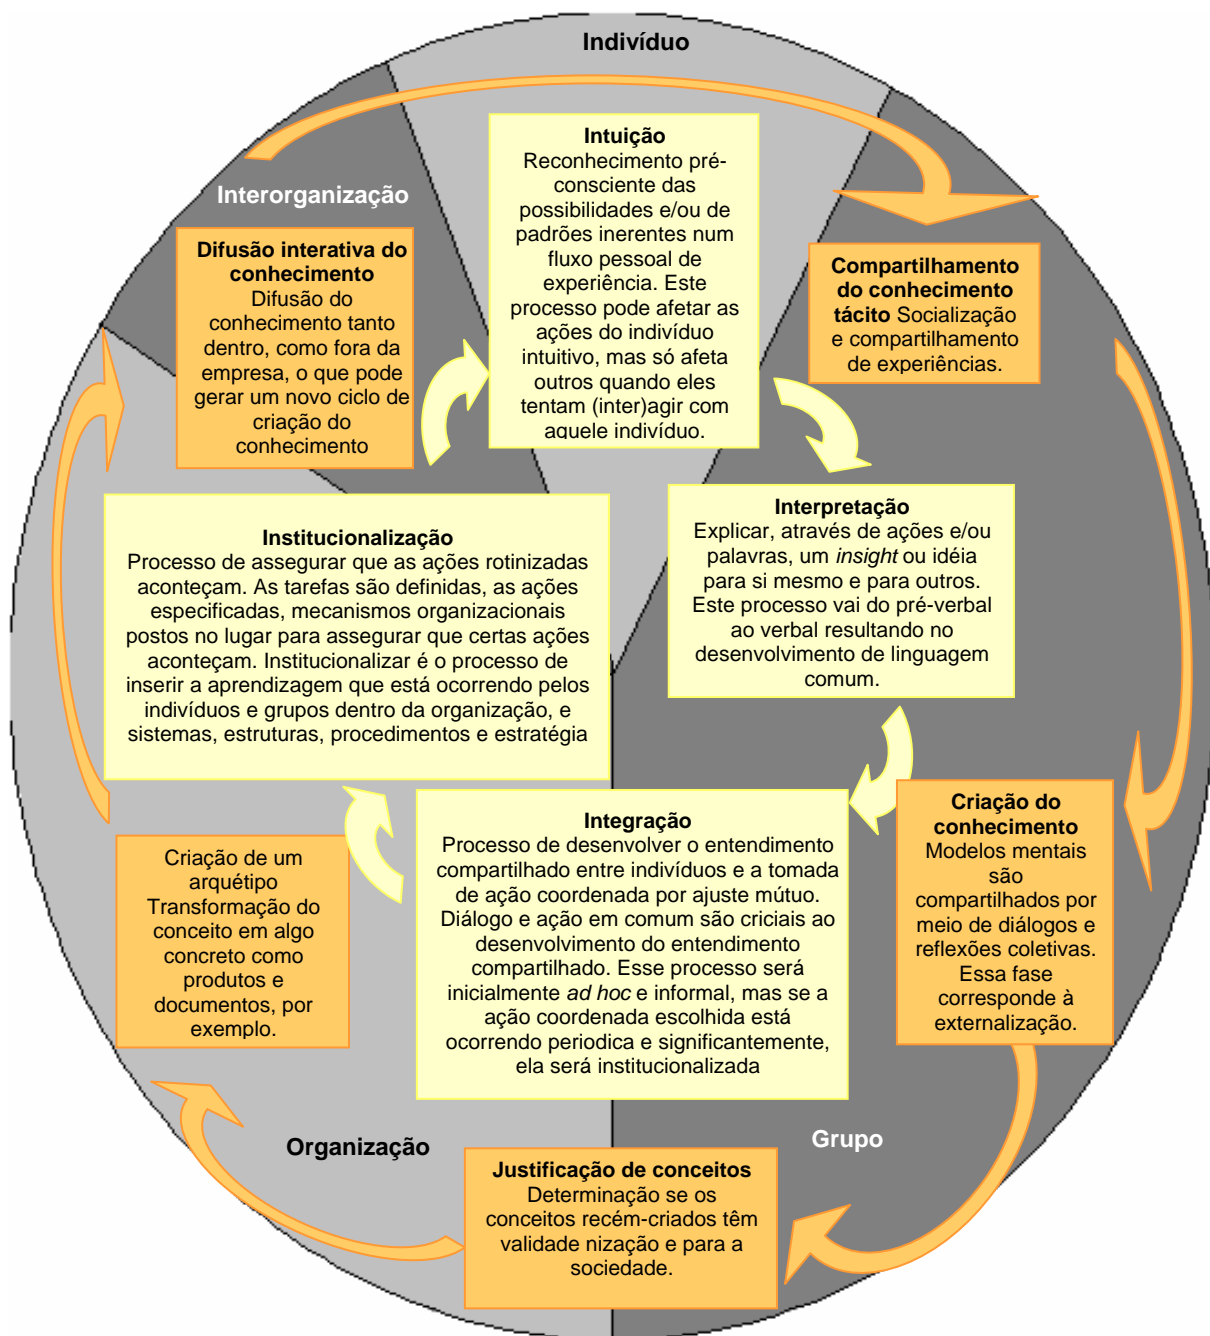 Indivíduo
Intuição
Reconhecimento pré-
consciente das
possibilidades e/ou de
padrões inerentes num
fluxo pessoal de
experiência. Este
processo pode afetar as
ações do indivíduo
intuitivo, mas só afeta
outros quando eles
tentam (inter)agir com
aquele indivíduo.
Interorganização
Difusão interativa do
conhecimento
Difusão do
conhecimento tanto
dentro, como fora da
empresa, o que pode
gerar um novo ciclo de
criação do
conhecimento
Compartilhamento
do conhecimento
tácito Socialização
e compartilhamento
de experiências.
Interpretação
Explicar, através de ações e/ou
palavras, um insight ou idéia
para si mesmo e para outros.
Este processo vai do pré-verbal
ao verbal resultando no
desenvolvimento de linguagem
comum.
Institucionalização
Processo de assegurar que as ações rotinizadas
aconteçam. As tarefas são definidas, as ações
especificadas, mecanismos organizacionais
postos no lugar para assegurar que certas ações
aconteçam. Institucionalizar é o processo de
inserir a aprendizagem que está ocorrendo pelos
indivíduos e grupos dentro da organização, e
sistemas, estruturas, procedimentos e estratégia
Integração
Processo de desenvolver o entendimento
compartilhado entre indivíduos e a tomada
de ação coordenada por ajuste mútuo.
Diálogo e ação em comum são criciais ao
desenvolvimento do entendimento
compartilhado. Esse processo será
inicialmente ad hoc e informal, mas se a
ação coordenada escolhida está
ocorrendo periodica e significantemente,
ela será institucionalizada
Criação do
conhecimento
Modelos mentais
são
compartilhados por
meio de diálogos e
reflexões coletivas.
Essa fase
corresponde à
externalização.
Criação de um
arquétipo
Transformação do
conceito em algo
concreto como
produtos e
documentos, por
exemplo.
Organização
Grupo
Justificação de conceitos
Determinação se os
conceitos recém-criados têm
validade nização e para a
sociedade.